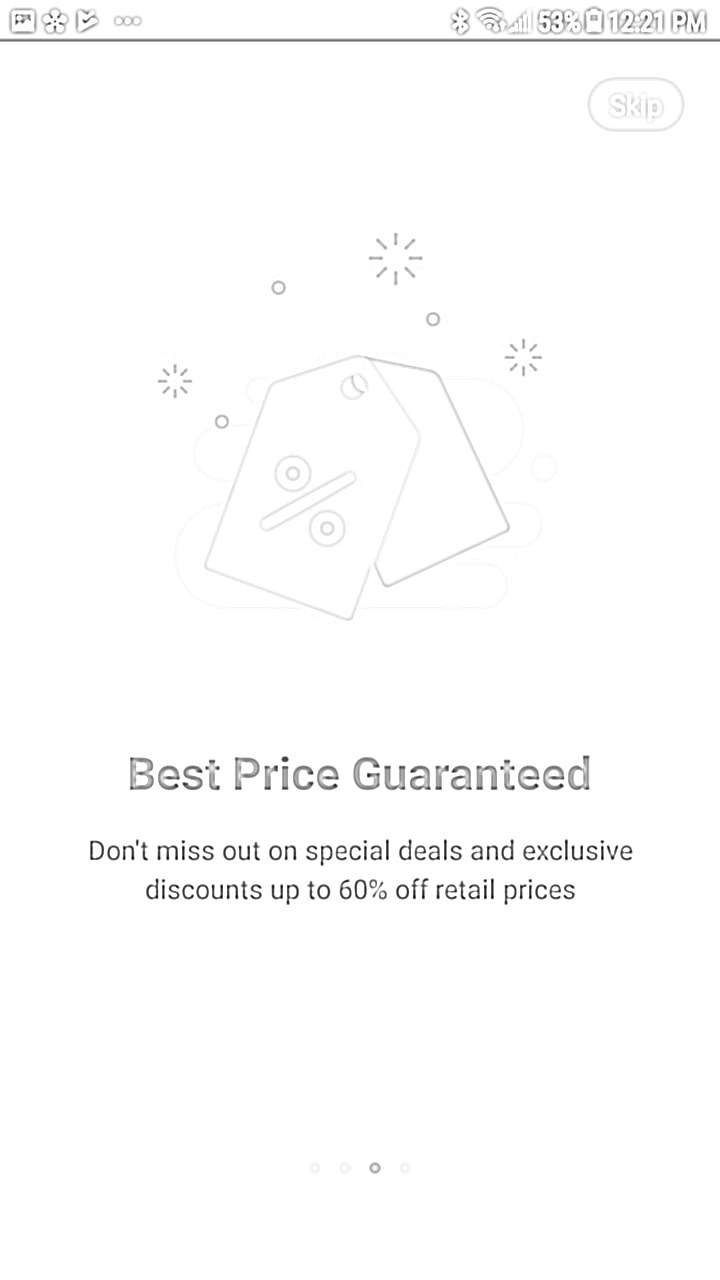 53% 12:21 PM
Skip
Best Price Guaranteed
Don't miss out on special deals and exclusive
discounts up to 60% off retail prices